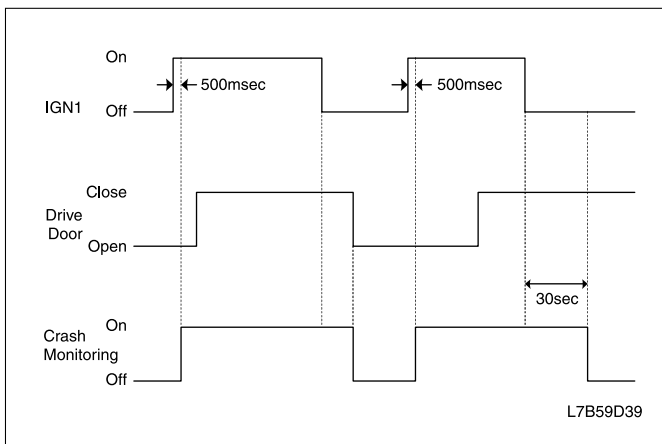 On
500msec
500msec
IGN1
Off
Close
Drive
Door
Open
30sec
On
Crash
Monitoring
Off
L7B59D39